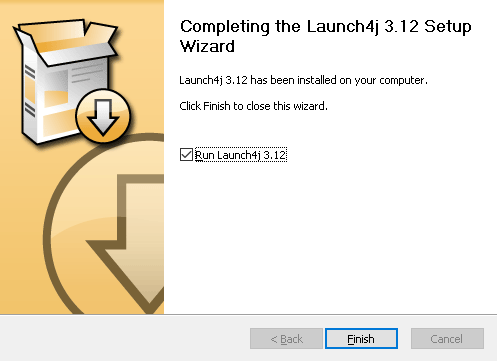 Completing the Launch4j 3.12 Setup
Wizard
Launch4j 3.12 has been installed on your computer.
Click Finish to close this wizard.
Run Launch4j 3.12
< Back
Finish
Cancel